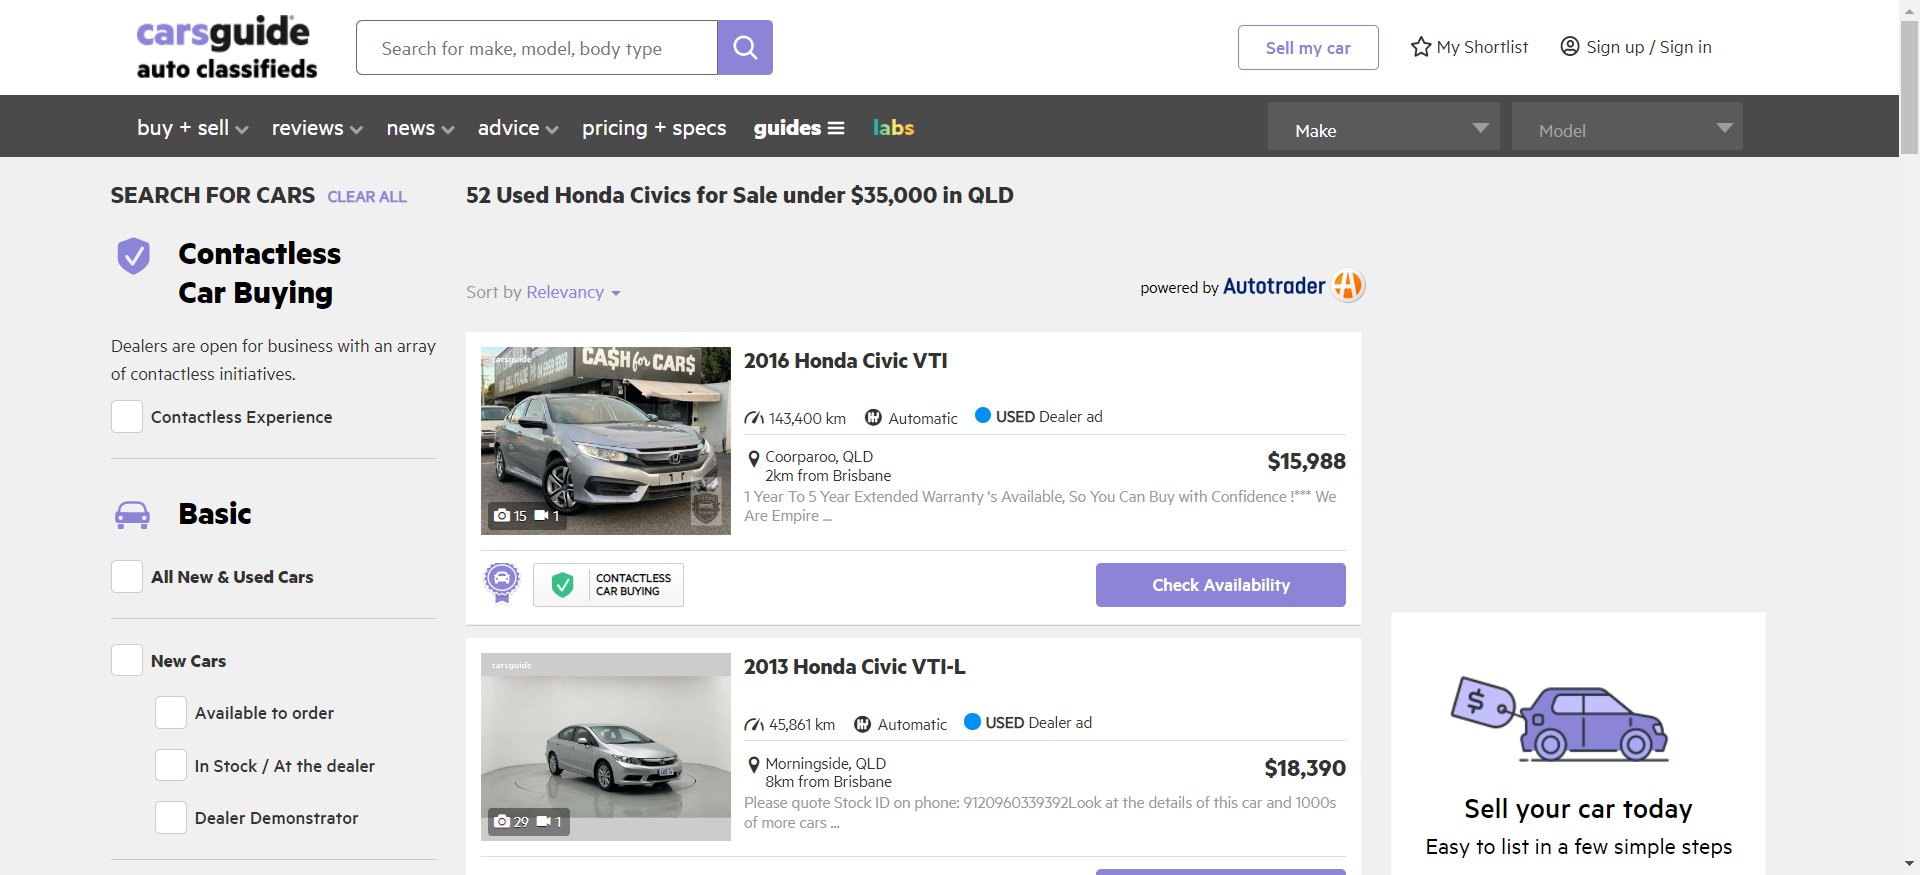 carsguide
auto classifieds
Search for make, model, body type
Sell my car
My Shortlist
Sign up / Sign in
buy + sell
reviews
news
advice
pricing + specs
guides
labs
Make
Model
SEARCH FOR CARS CLEAR ALL
Contactless
Car Buying
Dealers are open for business with an array
of contactless initiatives.
Contactless Experience
Basic
All New & Used Cars
New Cars
Available to order
In Stock / At the dealer
Dealer Demonstrator
52 Used Honda Civics for Sale under $35,000 in QLD
Sort by Relevancy
powered by Autotrader
carsguide
CA$H for CAR$
15 1
2016 Honda Civic VTI
143,400 km Automatic USED Dealer ad
Coorparoo, QLD
2km from Brisbane
$15,988
1 Year To 5 Year Extended Warranty 's Available, So You Can Buy with Confidence !*** We
Are Empire ...
CONTACTLESS
CAR BUYING
Check Availability
carsguide
29 1
2013 Honda Civic VTI-L
45,861 km Automatic USED Dealer ad
Morningside, QLD
8km from Brisbane
$18,390
Please quote Stock ID on phone: 9120960339392Look at the details of this car and 1000s
of more cars ...
$
Sell your car today
Easy to list in a few simple steps